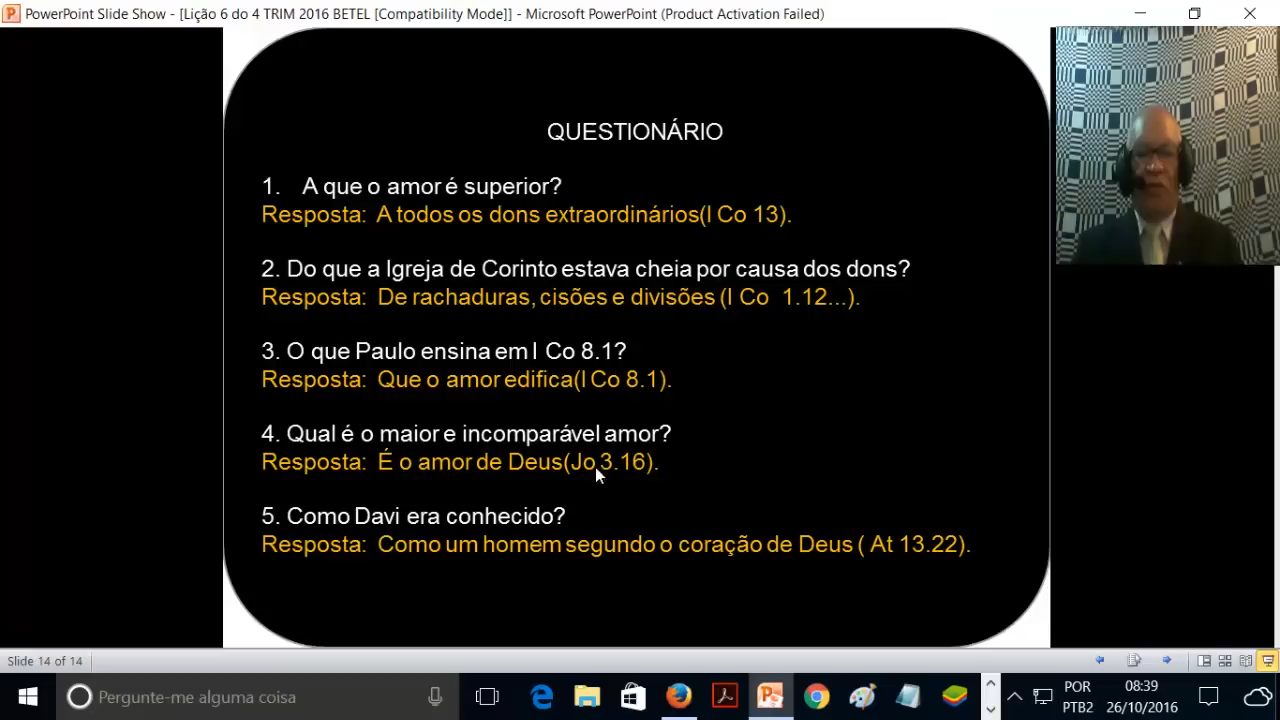 PowerPoint Slide Show - [Lição 6 do 4 TRIM 2016 BETEL [Compatibility Mode]] - Microsoft PowerPoint (Product Activation Failed)
QUESTIONÁRIO
1. A que o amor é superior?
Resposta: A todos os dons extraordinários(I Co 13).
2. Do que a Igreja de Corinto estava cheia por causa dos dons?
Resposta: De rachaduras, cisões e divisões (I Co 1.12...).
3. O que Paulo ensina em I Co 8.1?
Resposta: Que o amor edifica(I Co 8.1).
4. Qual é o maior e incomparável amor?
Resposta: É o amor de Deus(Jo 3.16).
5. Como Davi era conhecido?
Resposta: Como um homem segundo o coração de Deus ( At 13.22).
Slide 14 of 14
Pergunte-me alguma coisa
POR
PTB2
08:39
26/10/2016